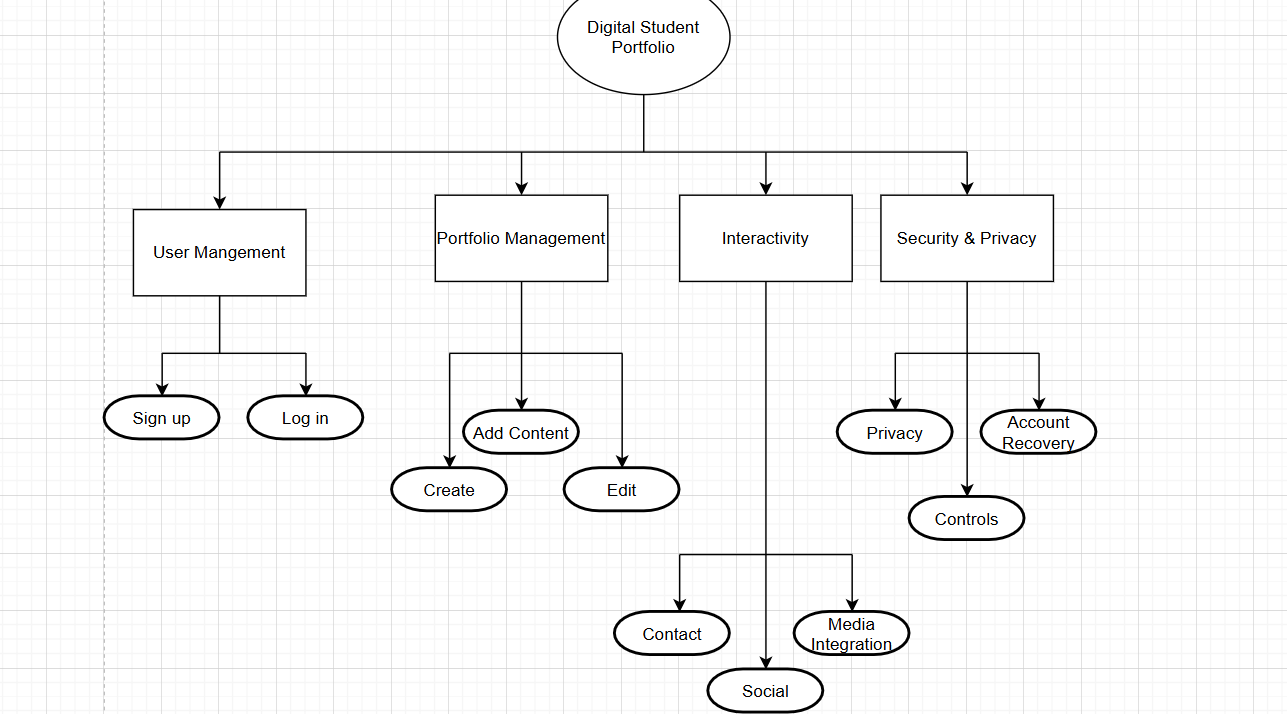 Digital Student
Portfolio
User Mangement
Portfolio Management
Interactivity
Security & Privacy
Sign up
Log in
Add Content
Create
Edit
Privacy
Account
Recovery
Controls
Contact
Media
Integration
Social